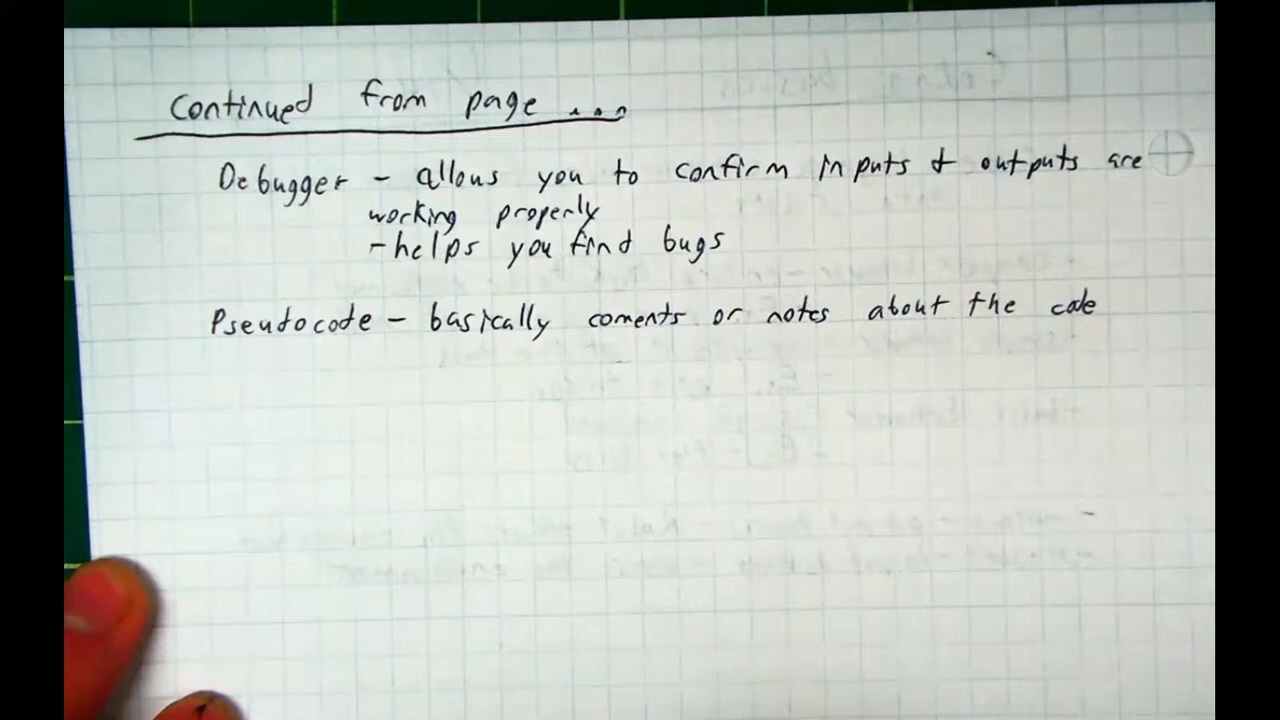 Continued from page ...
Debugger - allows you to confirm inputs & outputs are
working properly
- helps you find bugs
Pseudocode - basically coments or notes about the code